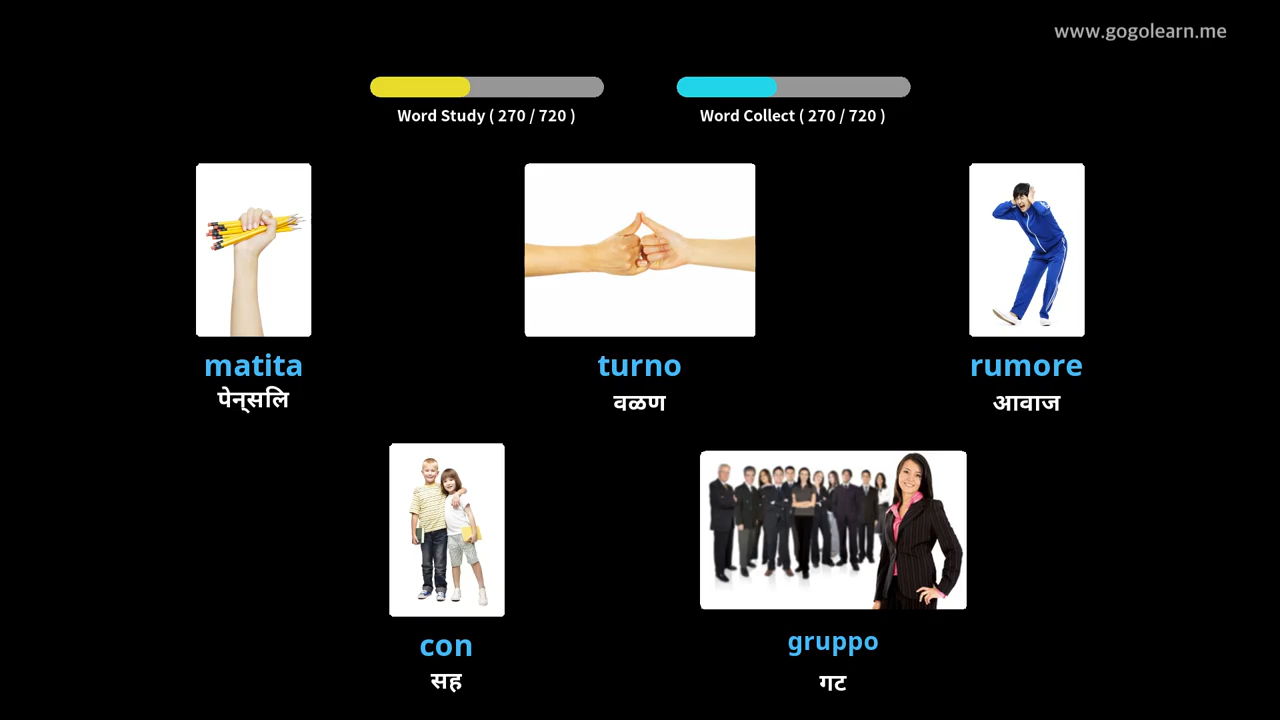 www.gogolearn.me
Word Study ( 270 / 720 )
Word Collect ( 270 / 720 )
matita
पेन्सलि
turno
वळण
rumore
आवाज
con
सह
gruppo
गट